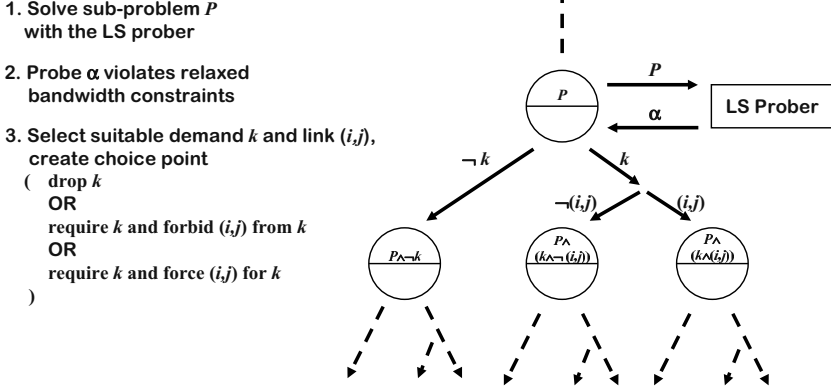 1. Solve sub-problem P
with the LS prober
2. Probe α violates relaxed
bandwidth constraints
3. Select suitable demand k and link (i,j),
create choice point
( drop k
OR
require k and forbid (i,j) from k
OR
require k and force (i,j) for k
)
P
P
LS Prober
α
¬ k
k
¬(i,j)
(i,j)
P∧¬k
P∧
(k∧¬(i,j))
P∧
(k∧(i,j))